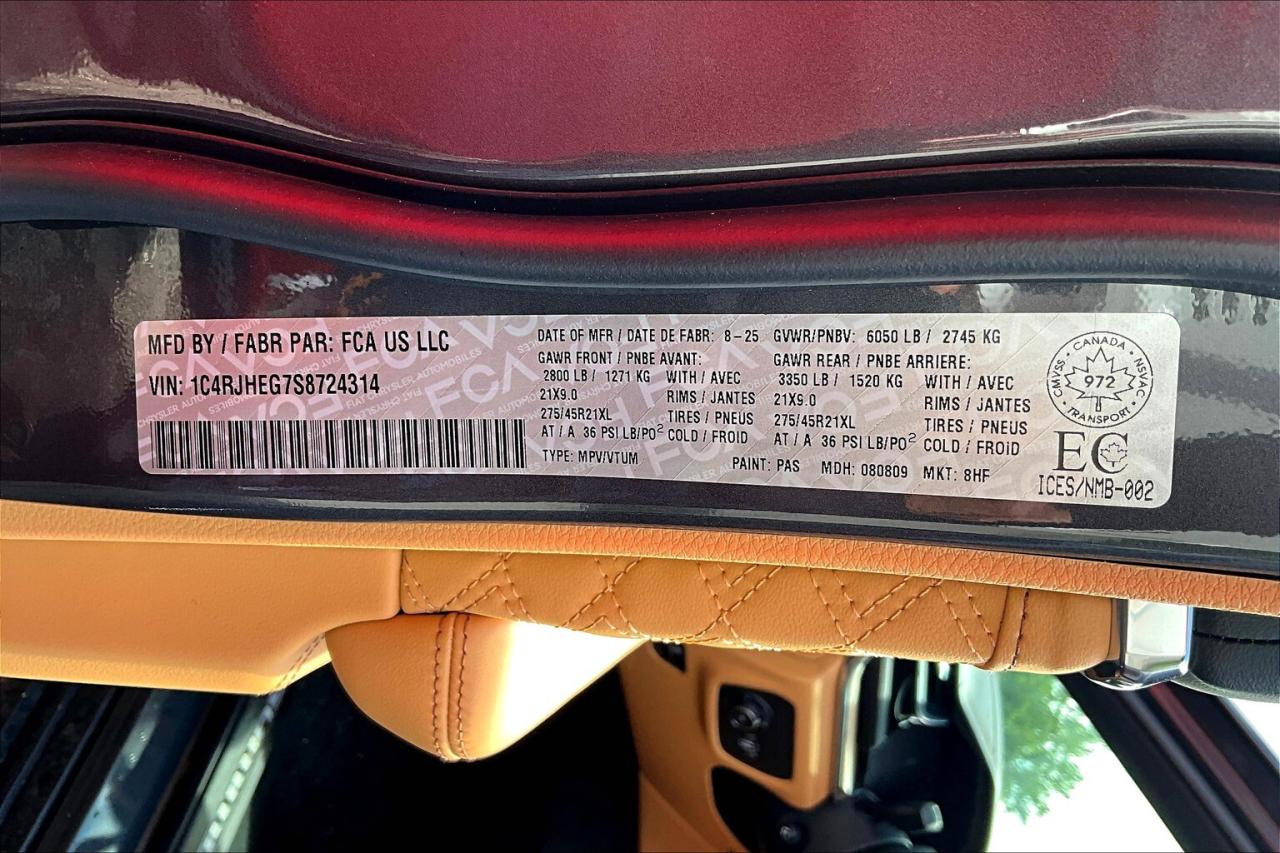 MFD BY / FABR PAR: FCA US LLC
VIN: 1C4RJHEG7S8724314
DATE OF MFR / DATE DE FABR: 8-25 GVWR/PNBV: 6050 LB / 2745 KG
GAWR FRONT / PNBE AVANT:
2800 LB / 1271 KG WITH / AVEC
21X9.0 RIMS / JANTES
275/45R21XL TIRES / PNEUS
AT / A 36 PSI LB/PO² COLD / FROID
GAWR REAR / PNBE ARRIERE:
3350 LB / 1520 KG WITH / AVEC
21X9.0 RIMS / JANTES
275/45R21XL TIRES / PNEUS
AT / A 36 PSI LB/PO² COLD / FROID
TYPE: MPV/VTUM PAINT: PAS MDH: 080809 MKT: 8HF
CANADA
CMVSS NSVAC
972
TRANSPORT
EC
ICES/NMB-002